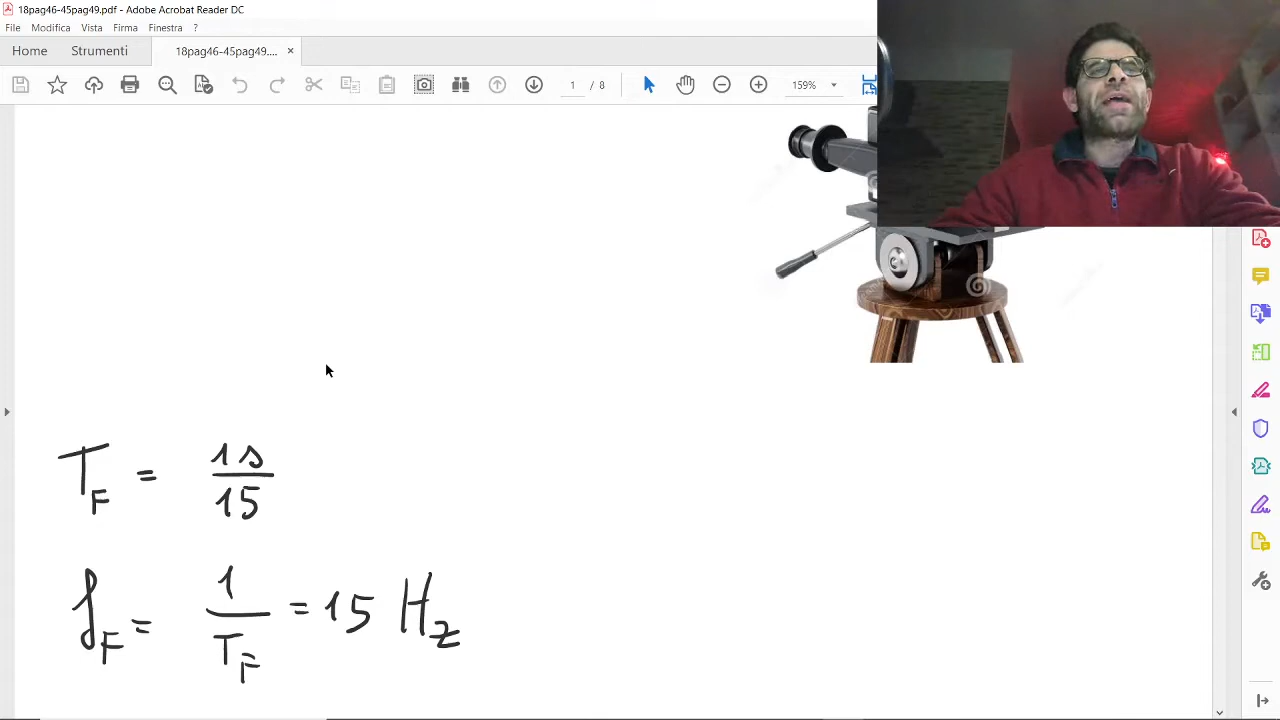 18pag46-45pag49.pdf - Adobe Acrobat Reader DC
File Modifica Vista Firma Finestra ?
Home Strumenti 18pag46-45pag49.... ×
1 / 8 159%
T_F = 1s/15
f_F = 1/T_F = 15 Hz